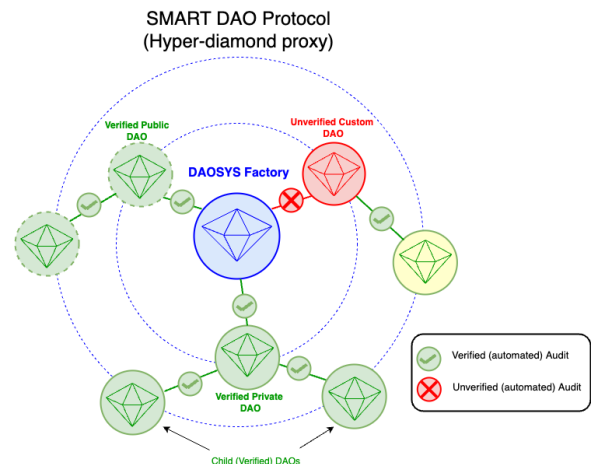 SMART DAO Protocol
(Hyper-diamond proxy)
Verified Public
DAO
Unverified Custom
DAO
DAOSYS Factory
Verified Private
DAO
Verified (automated) Audit
Unverified (automated) Audit
Child (Verified) DAOs